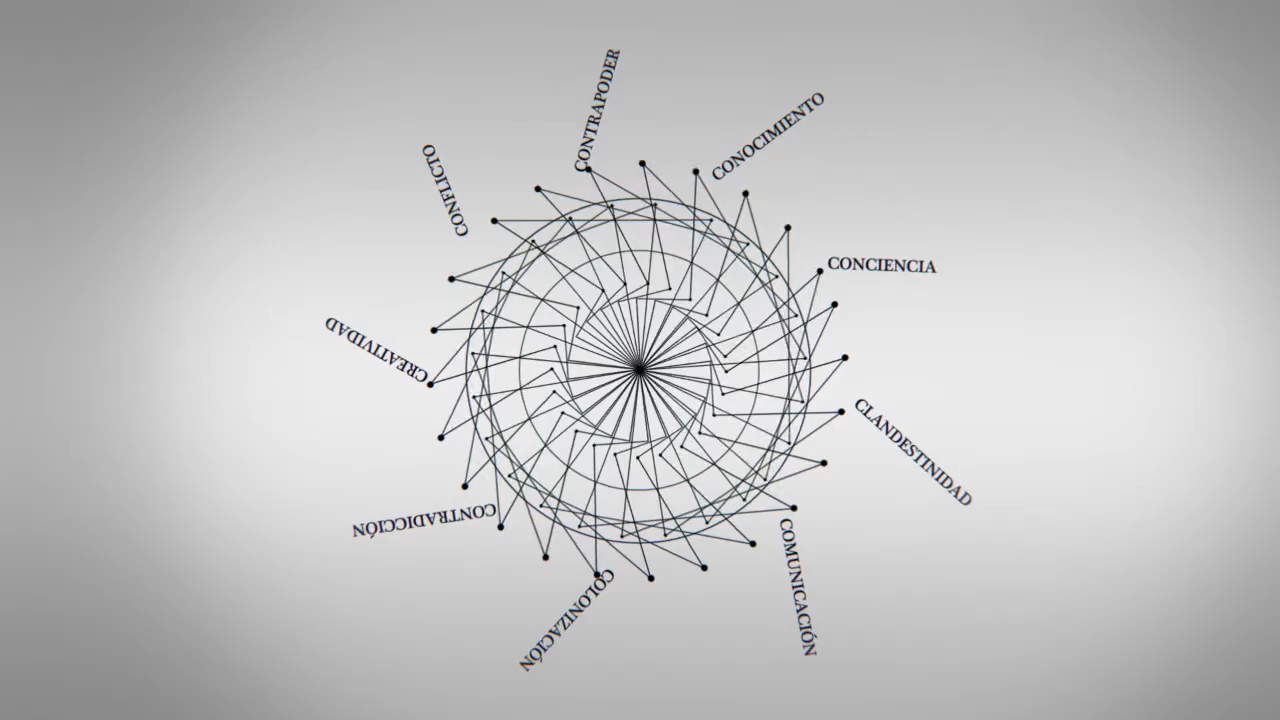 CONTRAPODER
CONOCIMIENTO
CONCIENCIA
CLANDESTINIDAD
COMUNICACIÓN
COLONIZACIÓN
CONTRADICCIÓN
CREATIVIDAD
CONFLICTO